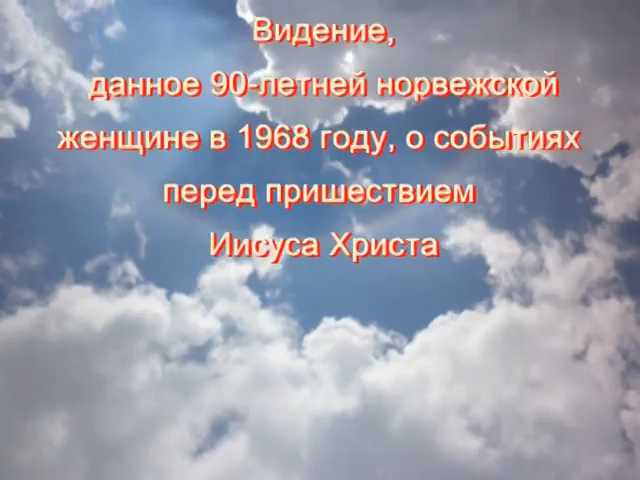 Видение,
данное 90-летней норвежской
женщине в 1968 году, о событиях
перед пришествием
Иисуса Христа